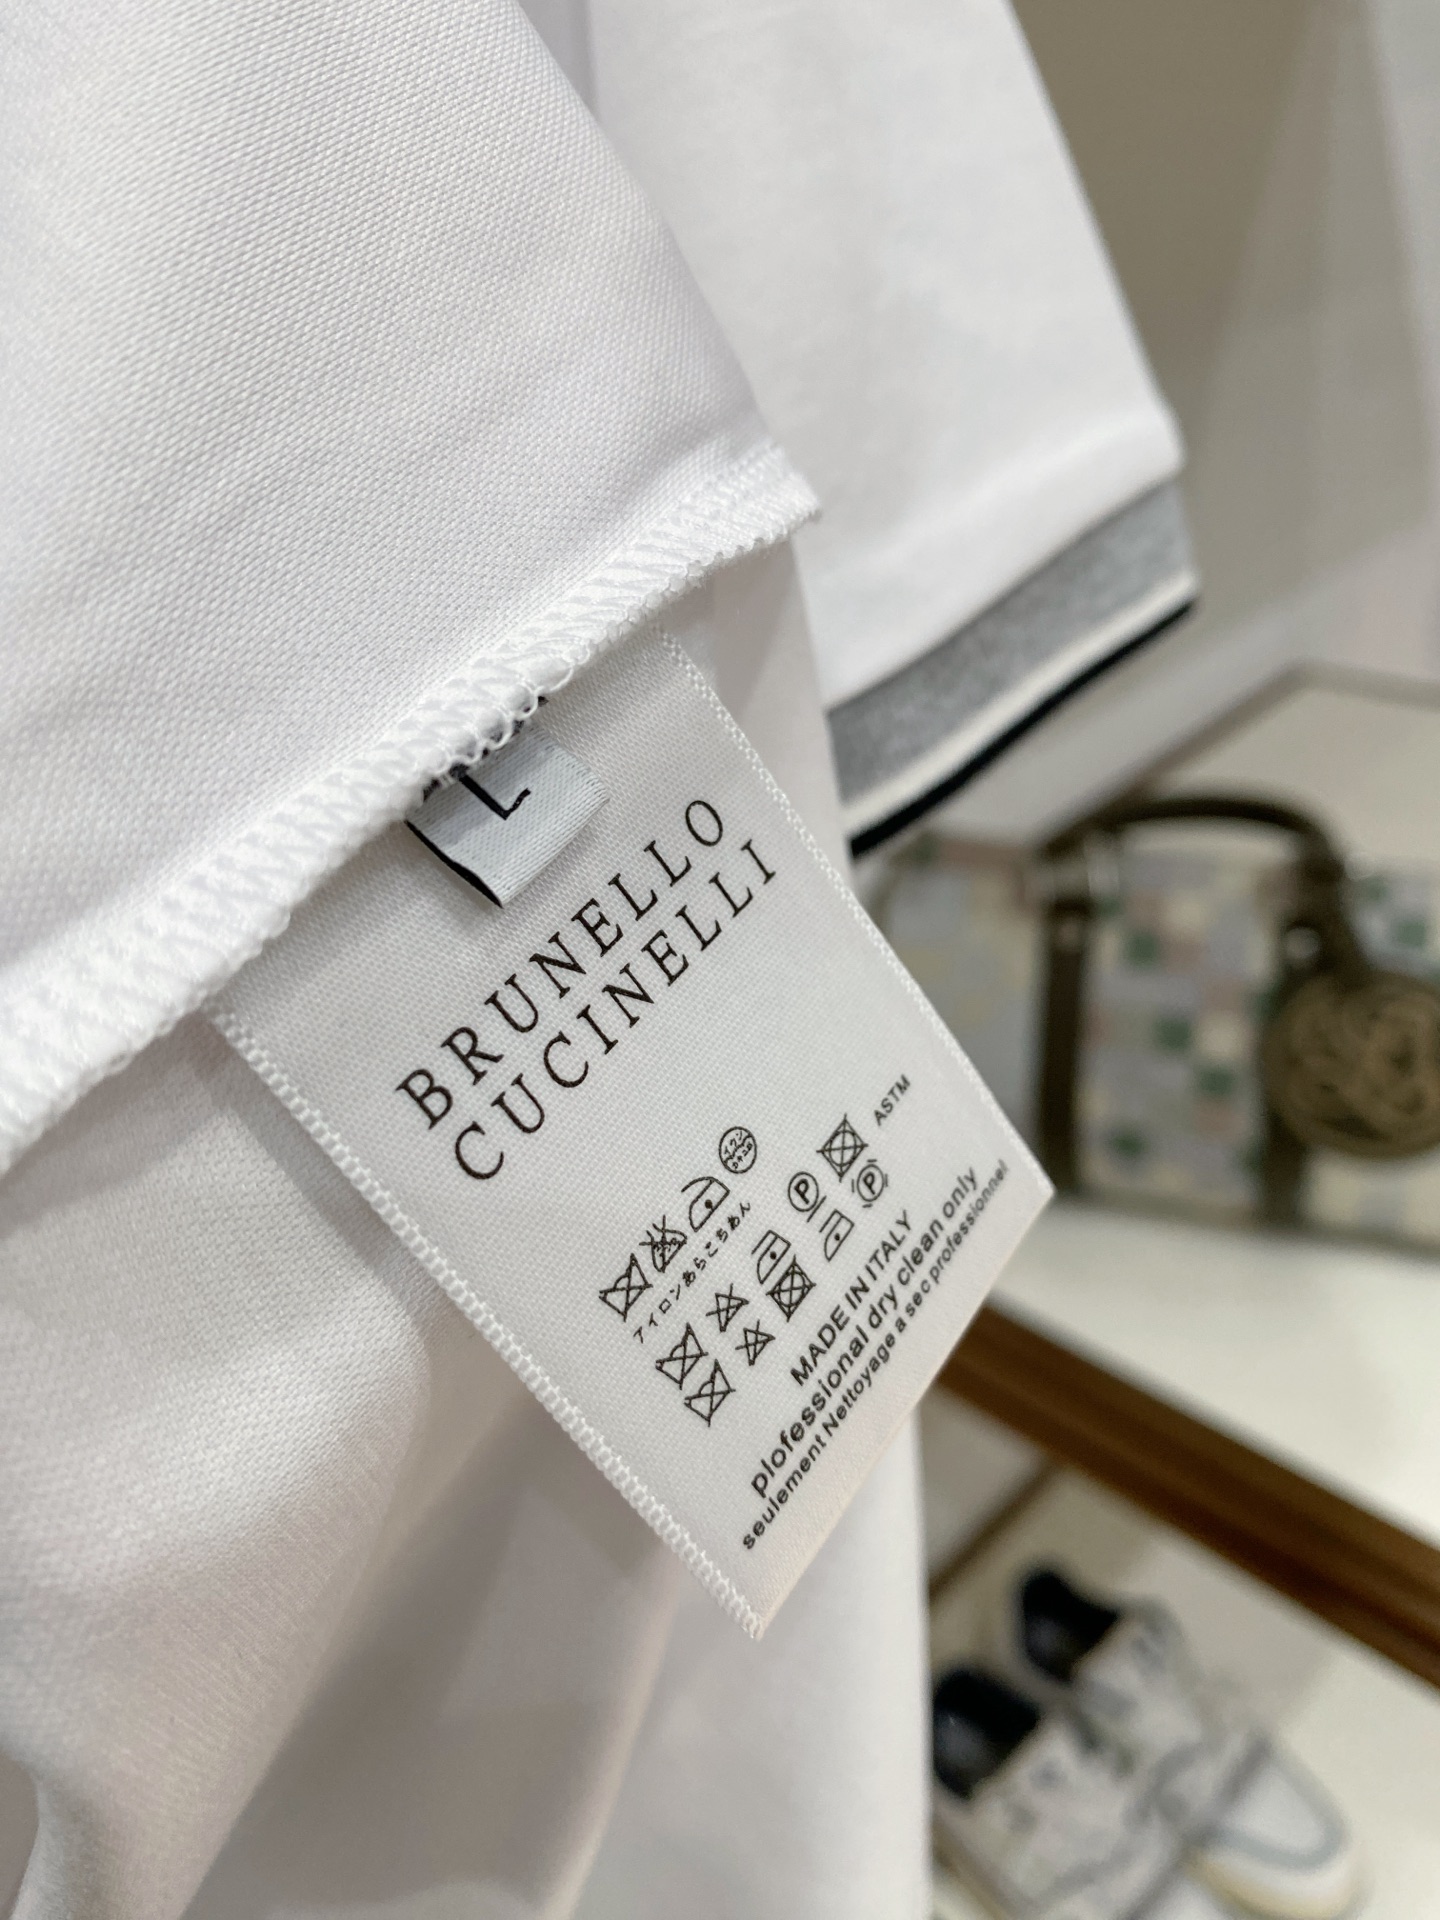 L
BRUNELLO
CUCINELLI
アイロンあらこちめん
P
ASTM
P
MADE IN ITALY
plofessional dry clean only
seulement Nettoyage a sec professionnel